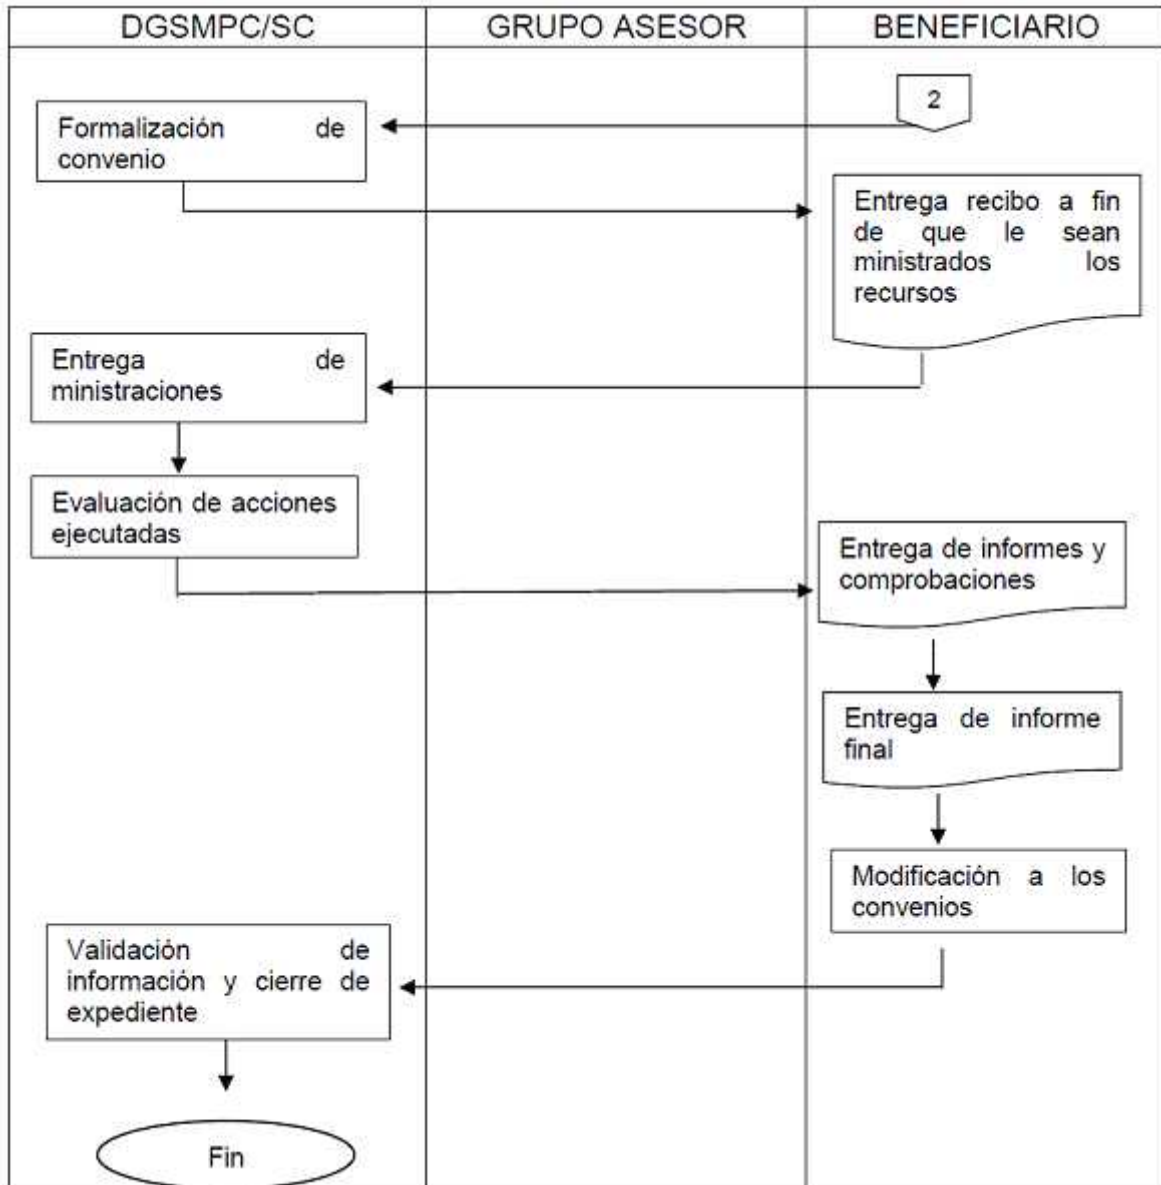 DGSMPC/SC GRUPO ASESOR BENEFICIARIO
2
Formalización de
convenio
Entrega recibo a fin
de que le sean
ministrados los
recursos
Entrega de
ministraciones
Evaluación de acciones
ejecutadas
Entrega de informes y
comprobaciones
Entrega de informe
final
Modificación a los
convenios
Validación de
información y cierre de
expediente
Fin